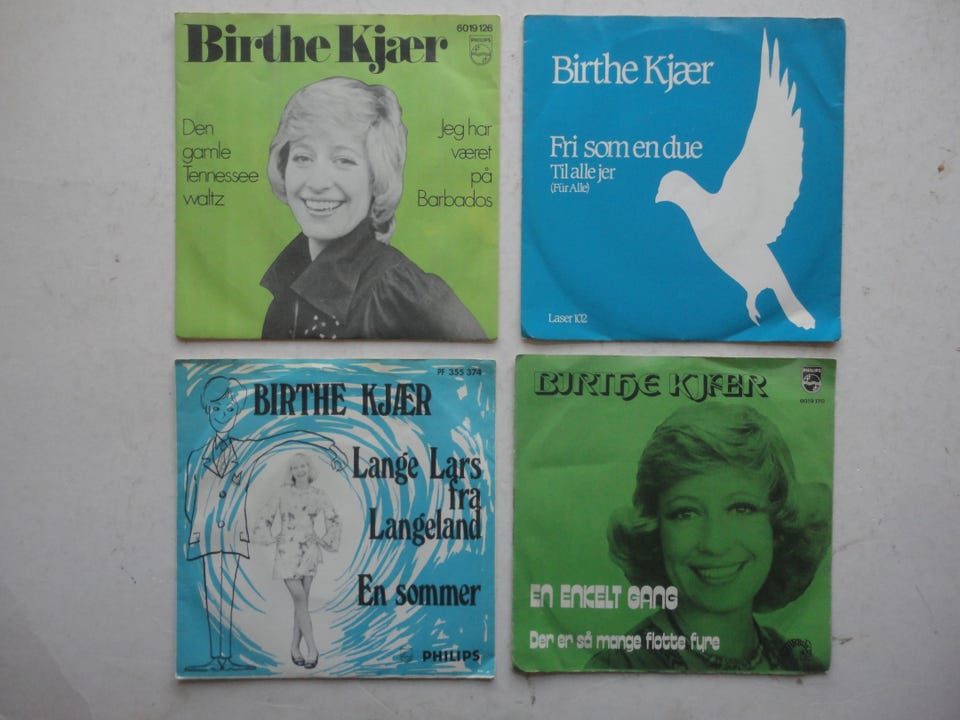 Birthe Kjær
6019 126
PHILIPS
Den
gamle
Tennessee
waltz
Jeg har
været
på
Barbados
Birthe Kjær
Fri som en due
Til alle jer
(Für Alle)
Laser 102
PF 355 374
BIRTHE KJÆR
Lange Lars
fra
Langeland
En sommer
PHILIPS
BIRTHE KJÆR
PHILIPS
6019 170
EN ENKELT GANG
Der er så mange flotte fyre